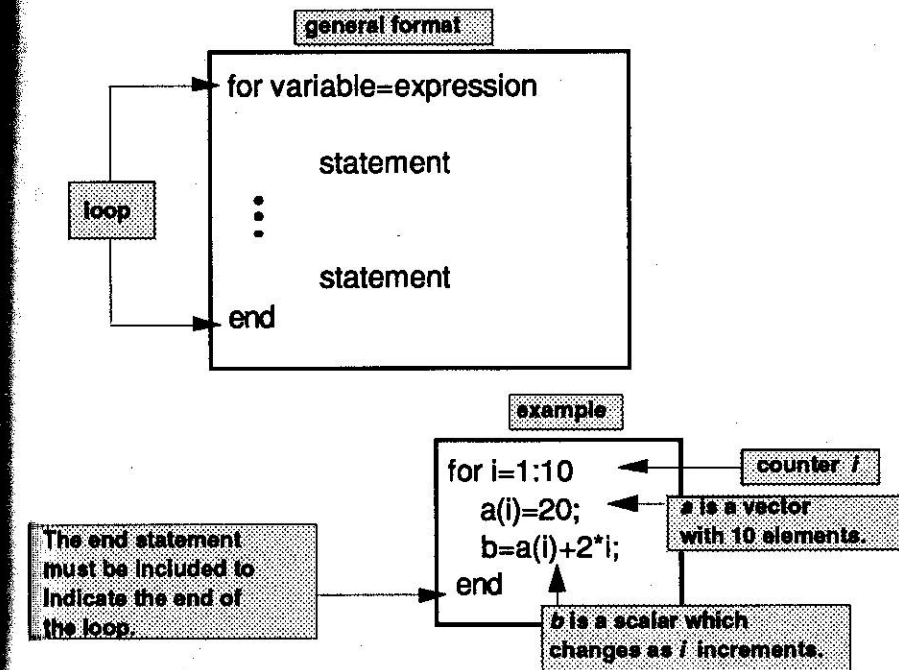 general format
for variable=expression
statement
loop
statement
end
example
for i=1:10
counter i
a(i)=20;
a is a vector
with 10 elements.
b=a(i)+2*i;
end
The end statement
must be included to
indicate the end of
the loop.
b is a scalar which
changes as i increments.